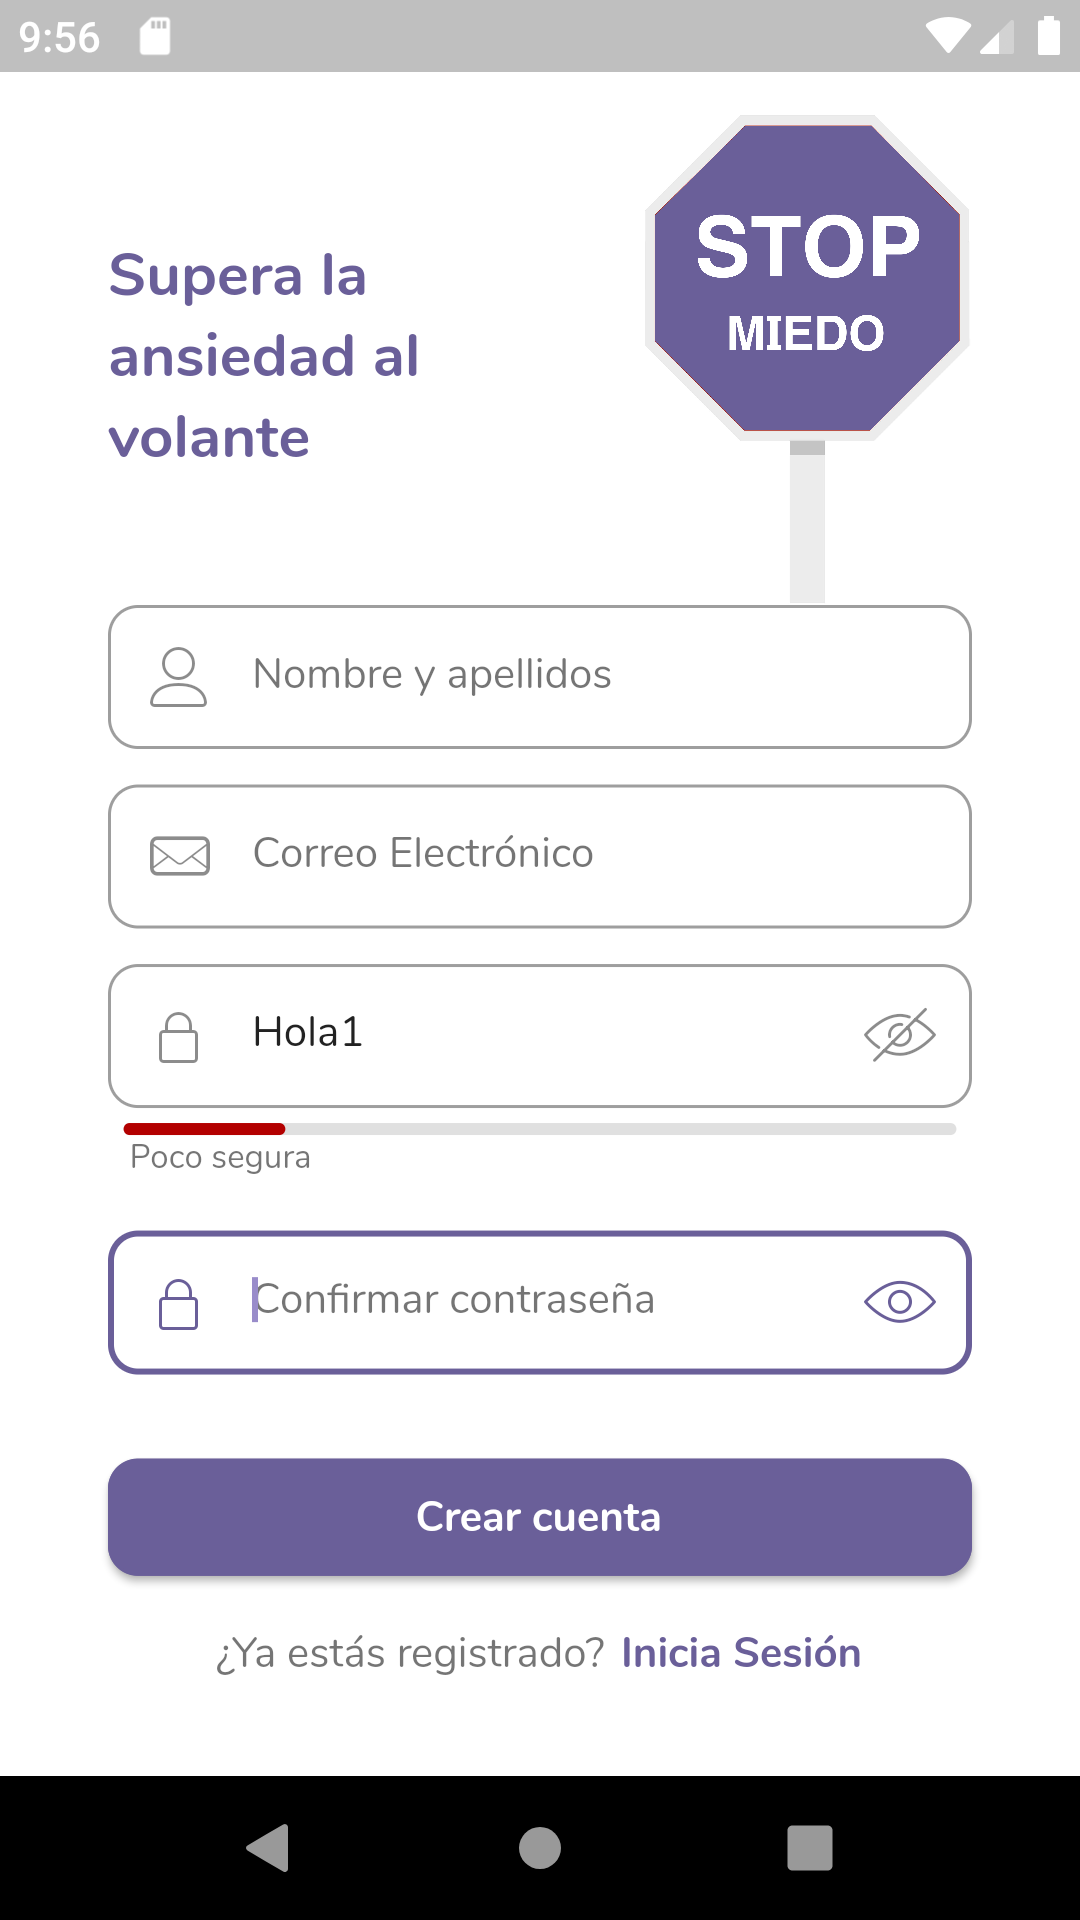 9:56
STOP
MIEDO
Supera la
ansiedad al
volante
Nombre y apellidos
Correo Electrónico
Hola1
Poco segura
Confirmar contraseña
Crear cuenta
¿Ya estás registrado? Inicia Sesión